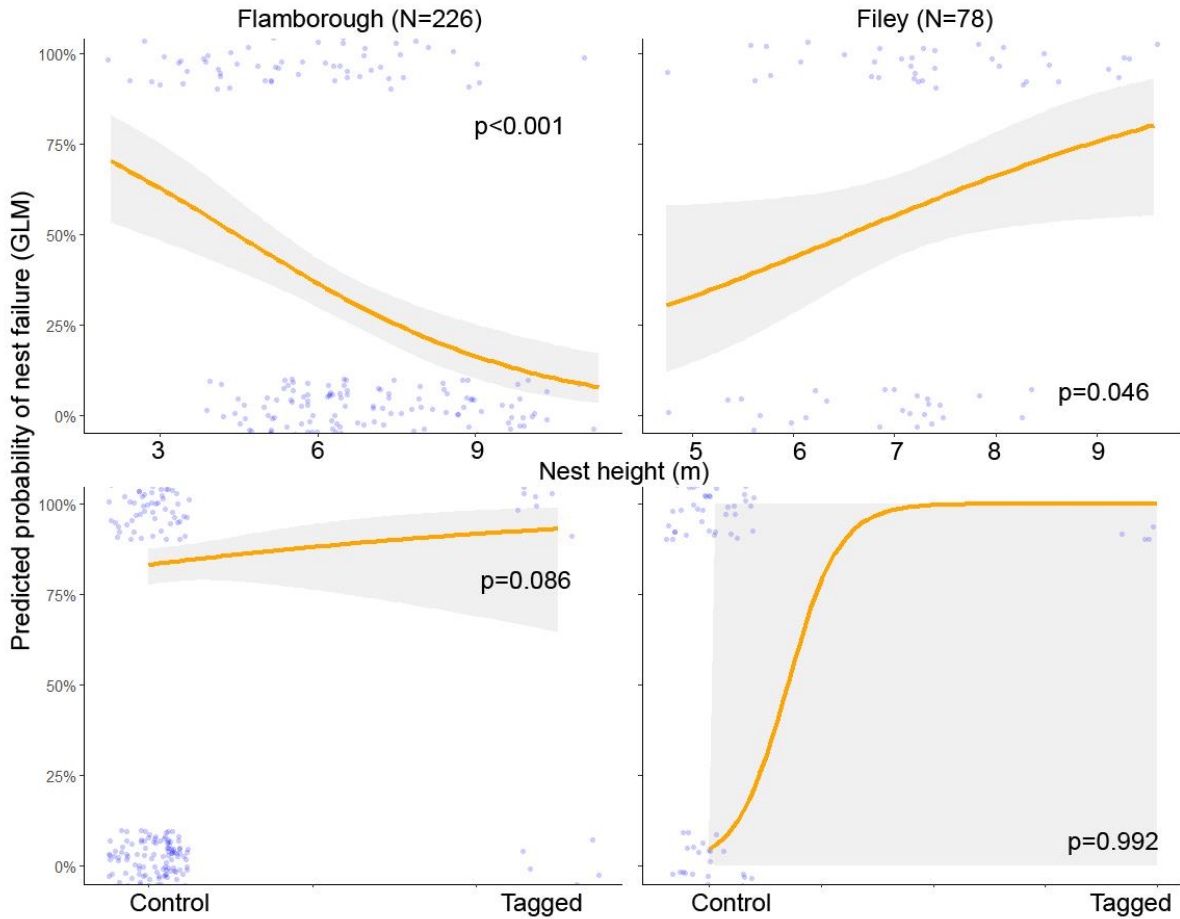 Flamborough (N=226)
Filey (N=78)
Predicted probability of nest failure (GLM)
100%
75%
50%
25%
0%
p<0.001
p=0.046
3 6 9
5 6 7 8 9
Nest height (m)
100%
75%
50%
25%
0%
p=0.086
p=0.992
Control Tagged
Control Tagged